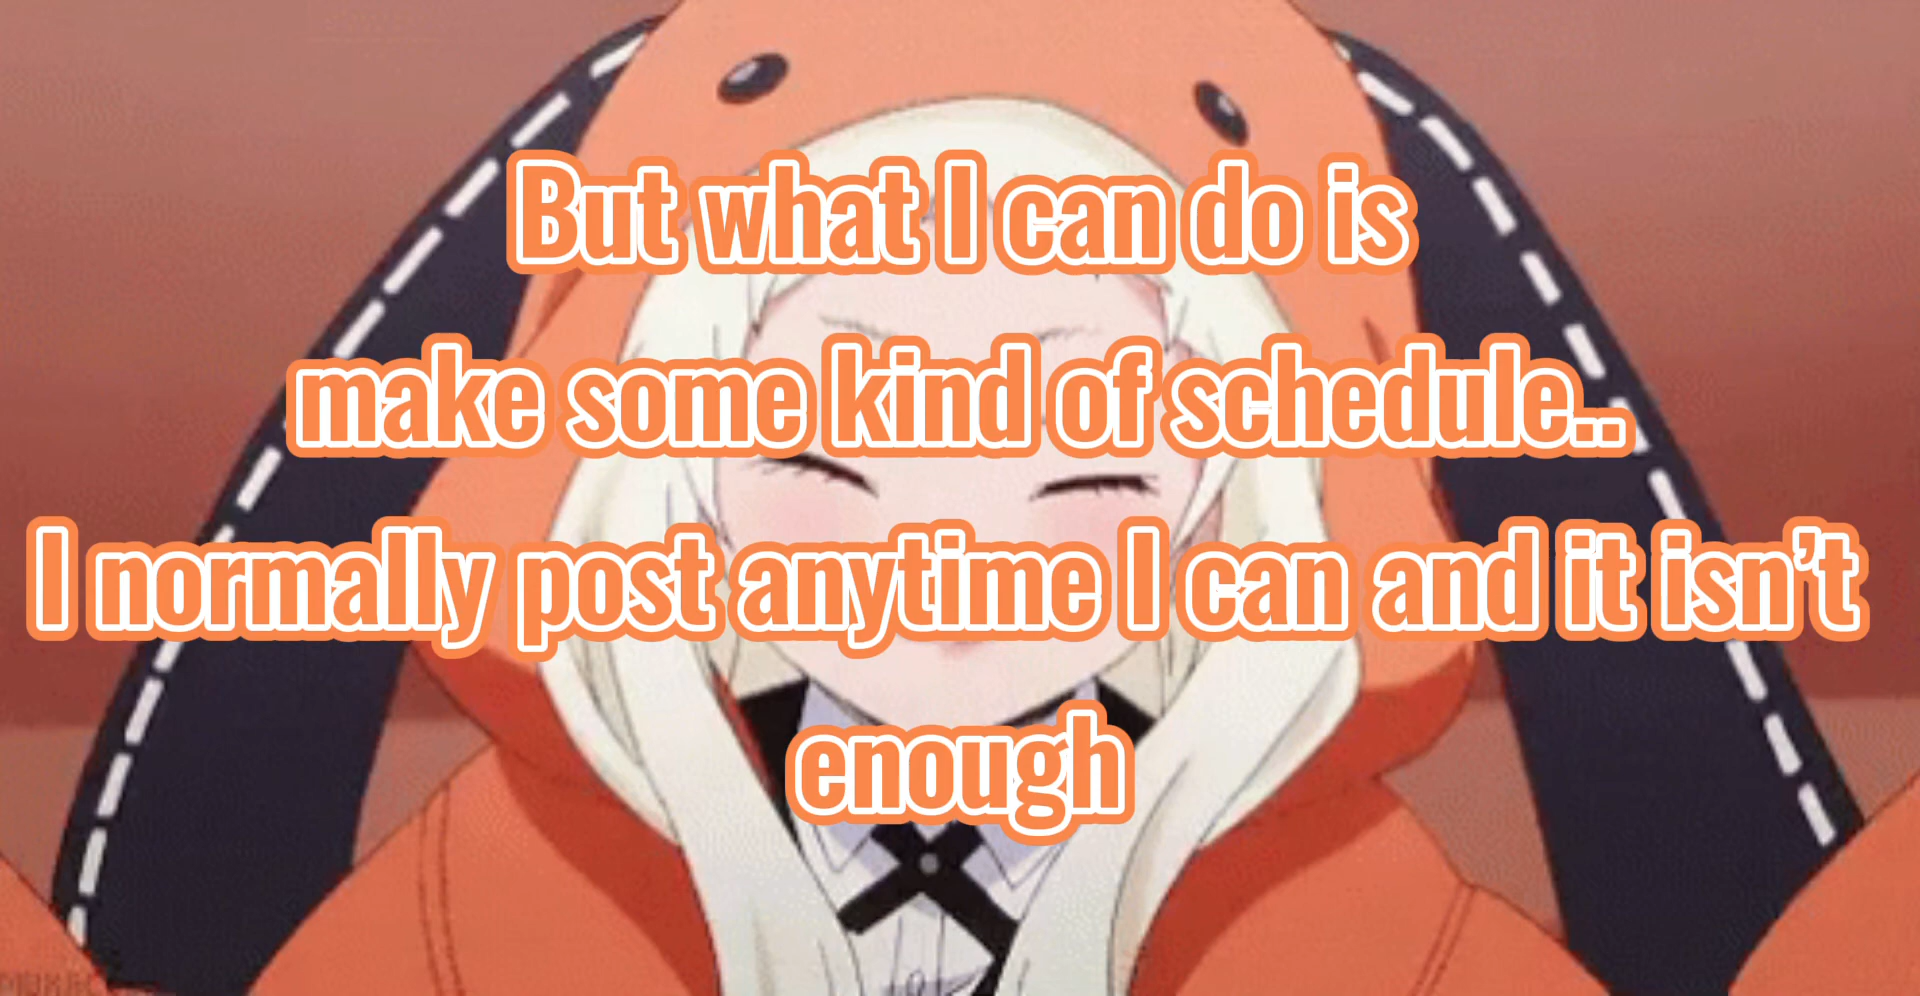 But what I can do is
make some kind of schedule..
I normally post anytime I can and it isn't
enough